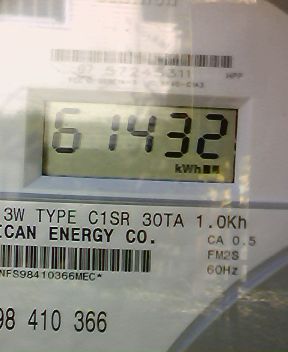 61432
kWh
3W TYPE C1SR 30TA 1.0Kh
ICAN ENERGY CO.
CA 0.5
FM2S
60Hz
NFS98410366MEC*
98 410 366